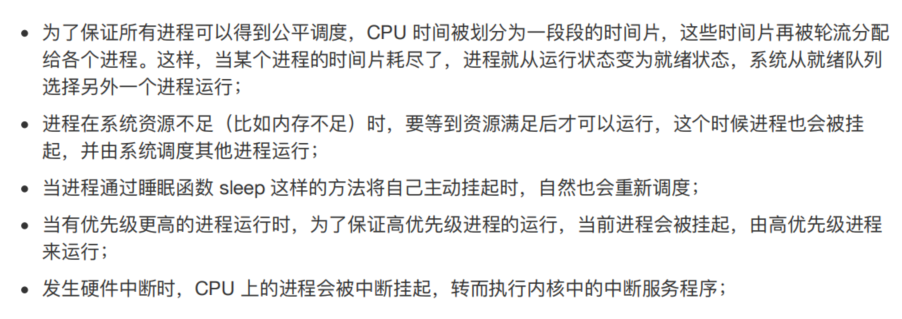 为了保证所有进程可以得到公平调度，CPU 时间被划分为一段段的时间片，这些时间片再被轮流分配
给各个进程。这样，当某个进程的时间片耗尽了，进程就从运行状态变为就绪状态，系统从就绪队列
选择另外一个进程运行；
进程在系统资源不足（比如内存不足）时，要等到资源满足后才可以运行，这个时候进程也会被挂
起，并由系统调度其他进程运行；
当进程通过睡眠函数 sleep 这样的方法将自己主动挂起时，自然也会重新调度；
当有优先级更高的进程运行时，为了保证高优先级进程的运行，当前进程会被挂起，由高优先级进程
来运行；
发生硬件中断时，CPU 上的进程会被中断挂起，转而执行内核中的中断服务程序；